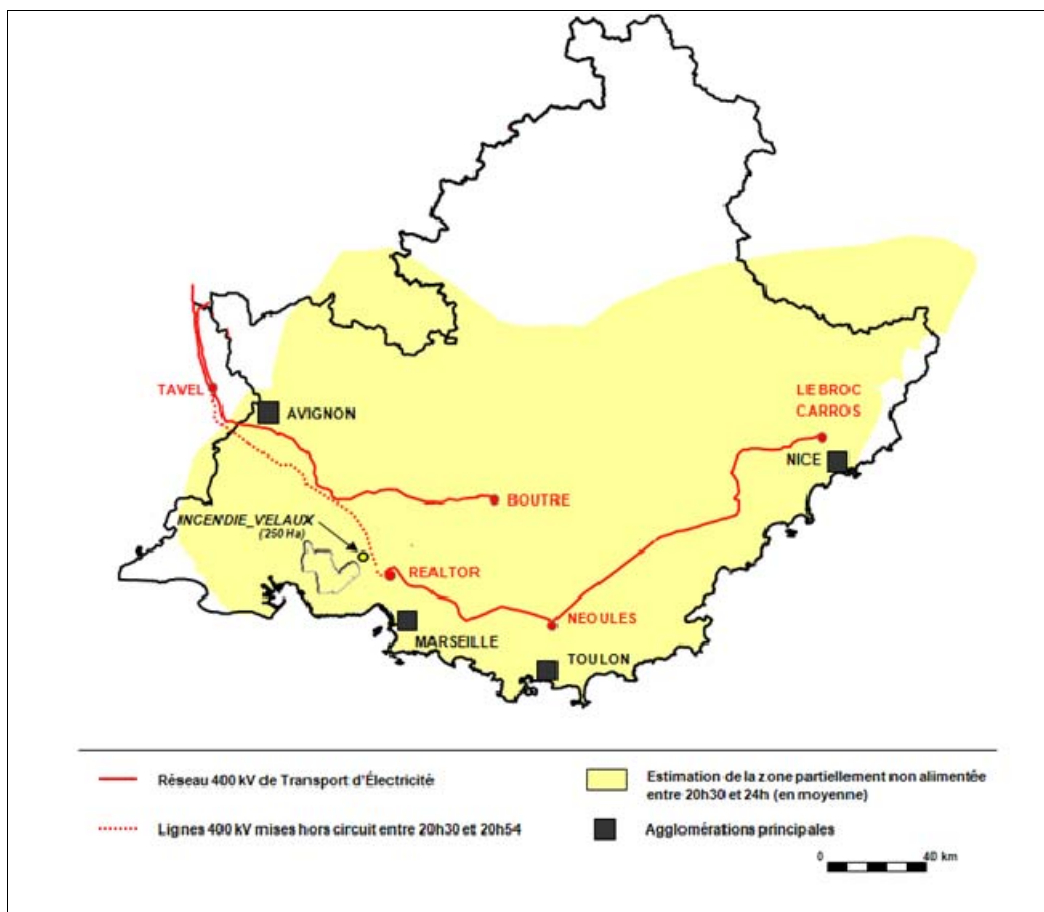 TAVEL
AVIGNON
LE BROC
CARROS
NICE
BOUTRE
INCENDIE_VELAUX
(250 Ha)
REALTOR
NEOULES
MARSEILLE
TOULON
Réseau 400 kV de Transport d'Électricité
Estimation de la zone partiellement non alimentée
entre 20h30 et 24h (en moyenne)
Lignes 400 kV mises hors circuit entre 20h30 et 20h54
Agglomérations principales
0 40 km